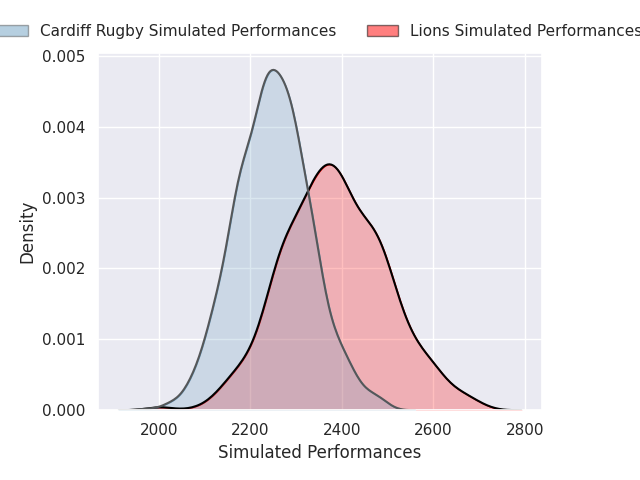 Cardiff Rugby Simulated Performances Lions Simulated Performances
0.005
0.004
0.003
0.002
0.001
0.000
Density
2000 2200 2400 2600 2800
Simulated Performances